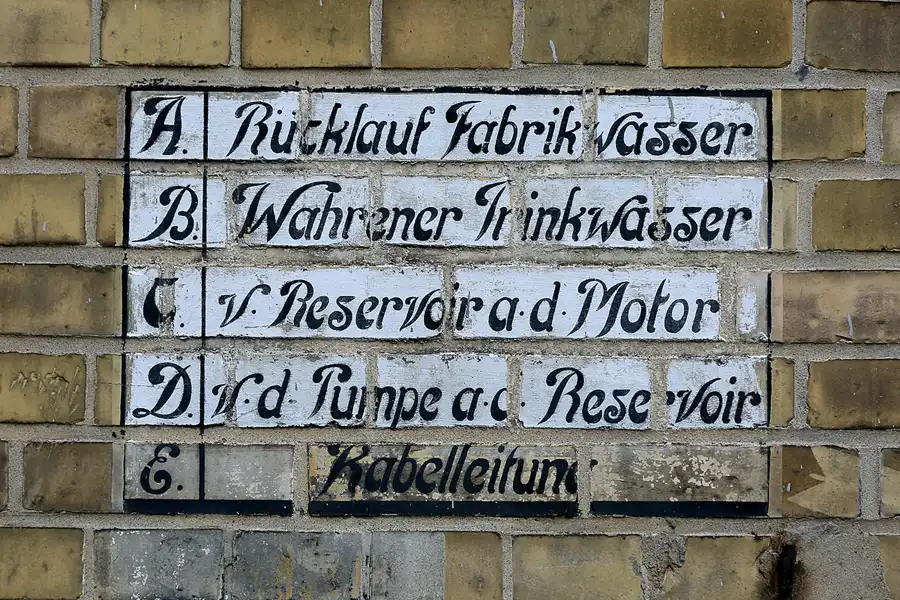 A. Rücklauf Fabrikwasser
B. Wahrener Trinkwasser
C. v. Reservoir a. d. Motor
D. v. d. Pumpe a. d. Reservoir
E. Kabelleitung